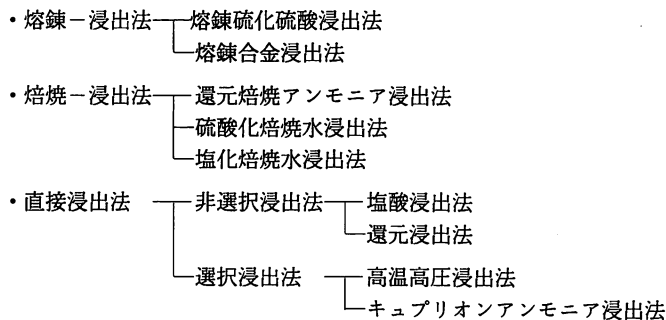 ・熔錬－浸出法 熔錬硫化硫酸浸出法
熔錬合金浸出法
・焙焼－浸出法 還元焙焼アンモニア浸出法
硫酸化焙焼水浸出法
塩化焙焼水浸出法
・直接浸出法 非選択浸出法 塩酸浸出法
還元浸出法
選択浸出法 高温高圧浸出法
キュプリオンアンモニア浸出法